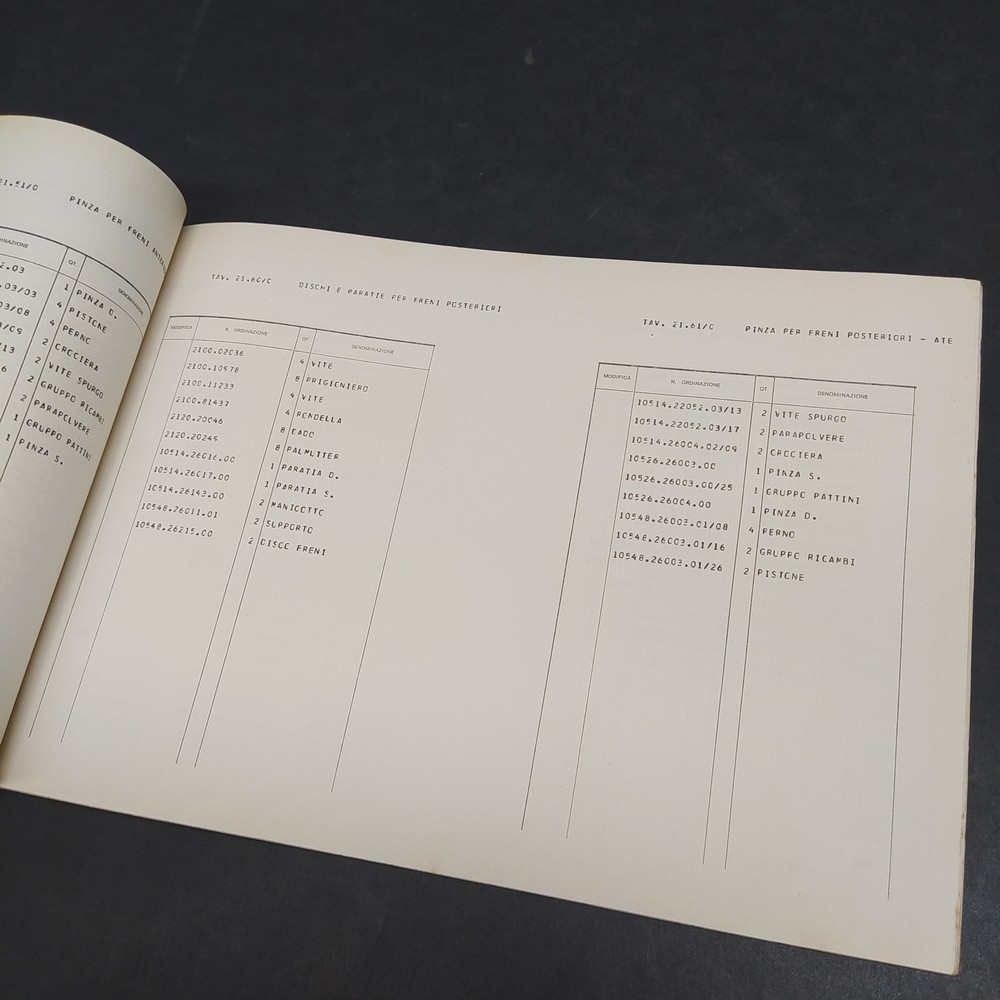 21.51/C PINZA PER FRENI
QT. DENOMINAZIONE
1 PINZA D.
.03/03 4 PISTONE
.03/08 4 PERNO
2 CROCIERA
2 VITE SPURGO
2 GRUPPO RICAMBI
2 PARAPOLVERE
1 GRUPPO PATTINI
1 PINZA S.
TAV. 21.60/C DISCHI E PARATIE PER FRENI POSTERIORI
MODIFICA N. ORDINAZIONE QT. DENOMINAZIONE
2100.02036 4 VITE
2100.10978 8 PRIGIONIERO
2100.11233 4 VITE
2100.81437 4 RONDELLA
2120.20046 8 DADO
2120.20245 8 PALMUTTER
10514.26016.00 1 PARATIA D.
10514.26017.00 1 PARATIA S.
10514.26143.00 2 MANICOTTO
10548.26011.01 2 SUPPORTO
10548.26215.00 2 DISCO FRENI
TAV. 21.61/C PINZA PER FRENI POSTERIORI - ATE
MODIFICA N. ORDINAZIONE QT. DENOMINAZIONE
10514.22052.03/13 2 VITE SPURGO
10514.22052.03/17 2 PARAPOLVERE
10514.26004.02/09 2 CROCIERA
10526.26003.00 1 PINZA S.
10526.26003.00/25 1 GRUPPO PATTINI
10526.26004.00 1 PINZA D.
10548.26003.01/08 4 PERNO
10548.26003.01/16 2 GRUPPO RICAMBI
10548.26003.01/26 2 PISTONE